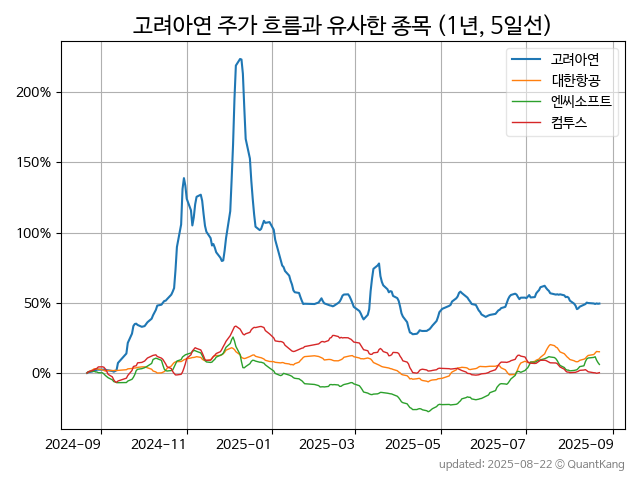 고려아연 주가 흐름과 유사한 종목 (1년, 5일선)
고려아연
대한항공
엔씨소프트
컴투스
200%
150%
100%
50%
0%
2024-09 2024-11 2025-01 2025-03 2025-05 2025-07 2025-09
updated: 2025-08-22 © QuantKang